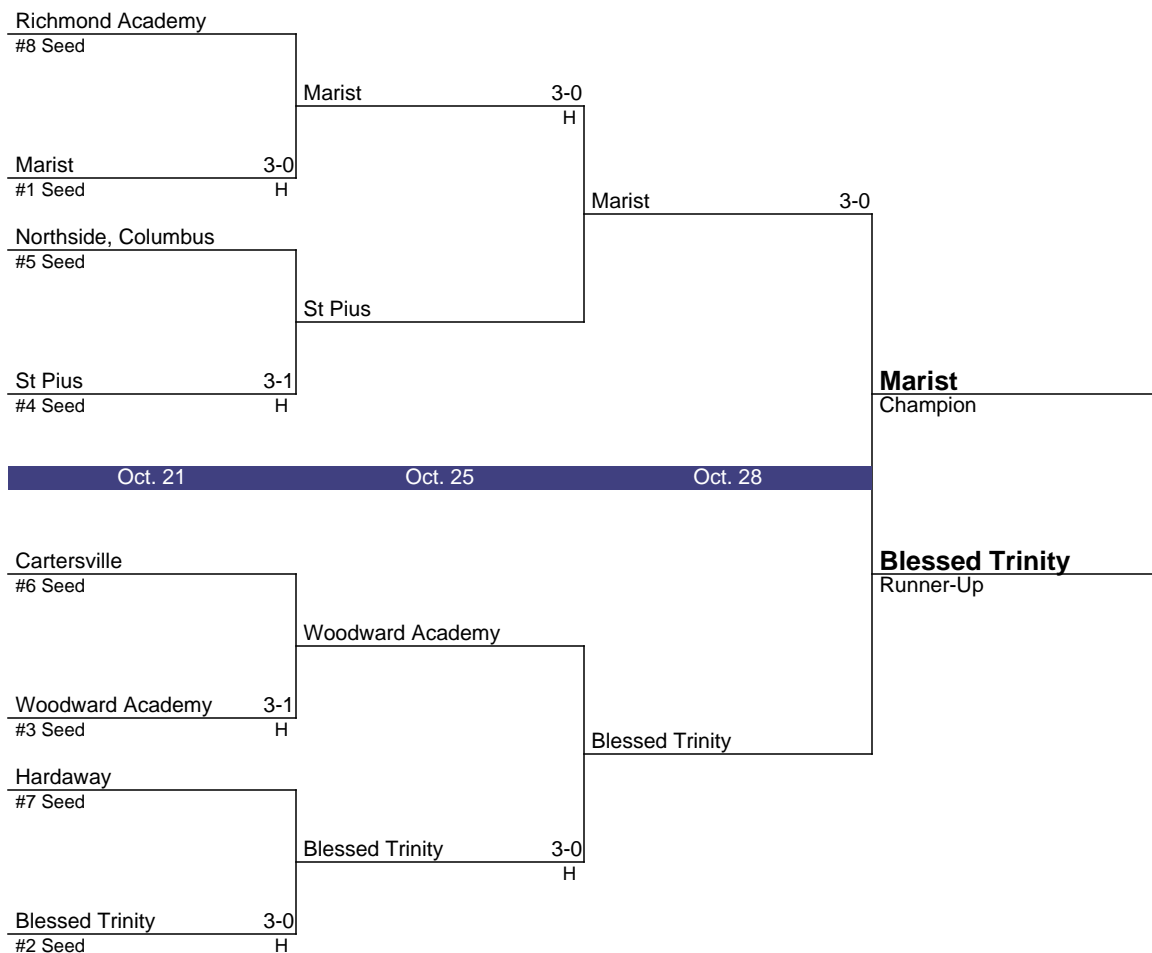 Richmond Academy
#8 Seed
Marist 3-0
H
Marist 3-0
#1 Seed H
Marist 3-0
Northside, Columbus
#5 Seed
St Pius
St Pius 3-1
#4 Seed H
Marist
Champion
Oct. 21 Oct. 25 Oct. 28
Cartersville
#6 Seed
Blessed Trinity
Runner-Up
Woodward Academy
Woodward Academy 3-1
#3 Seed H
Blessed Trinity
Hardaway
#7 Seed
Blessed Trinity 3-0
H
Blessed Trinity 3-0
#2 Seed H